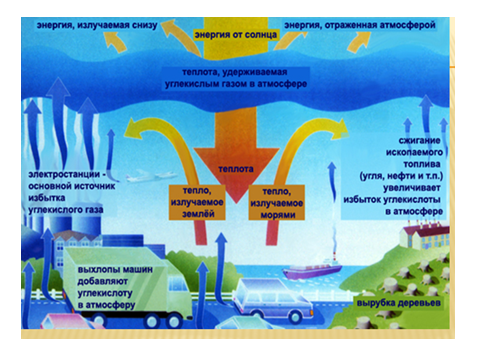 энергия, излучаемая снизу
энергия от солнца
энергия, отраженная атмосферой
теплота, удерживаемая
углекислым газом в атмосфере
электростанции -
основной источник
избытка
углекислого газа
теплота
тепло,
излучаемое
землёй
тепло,
излучаемое
морями
сжигание
ископаемого
топлива
(угля, нефти и т.п.)
увеличивает
избыток углекислоты
в атмосфере
выхлопы машин
добавляют
углекислоту
в атмосферу
вырубка деревьев